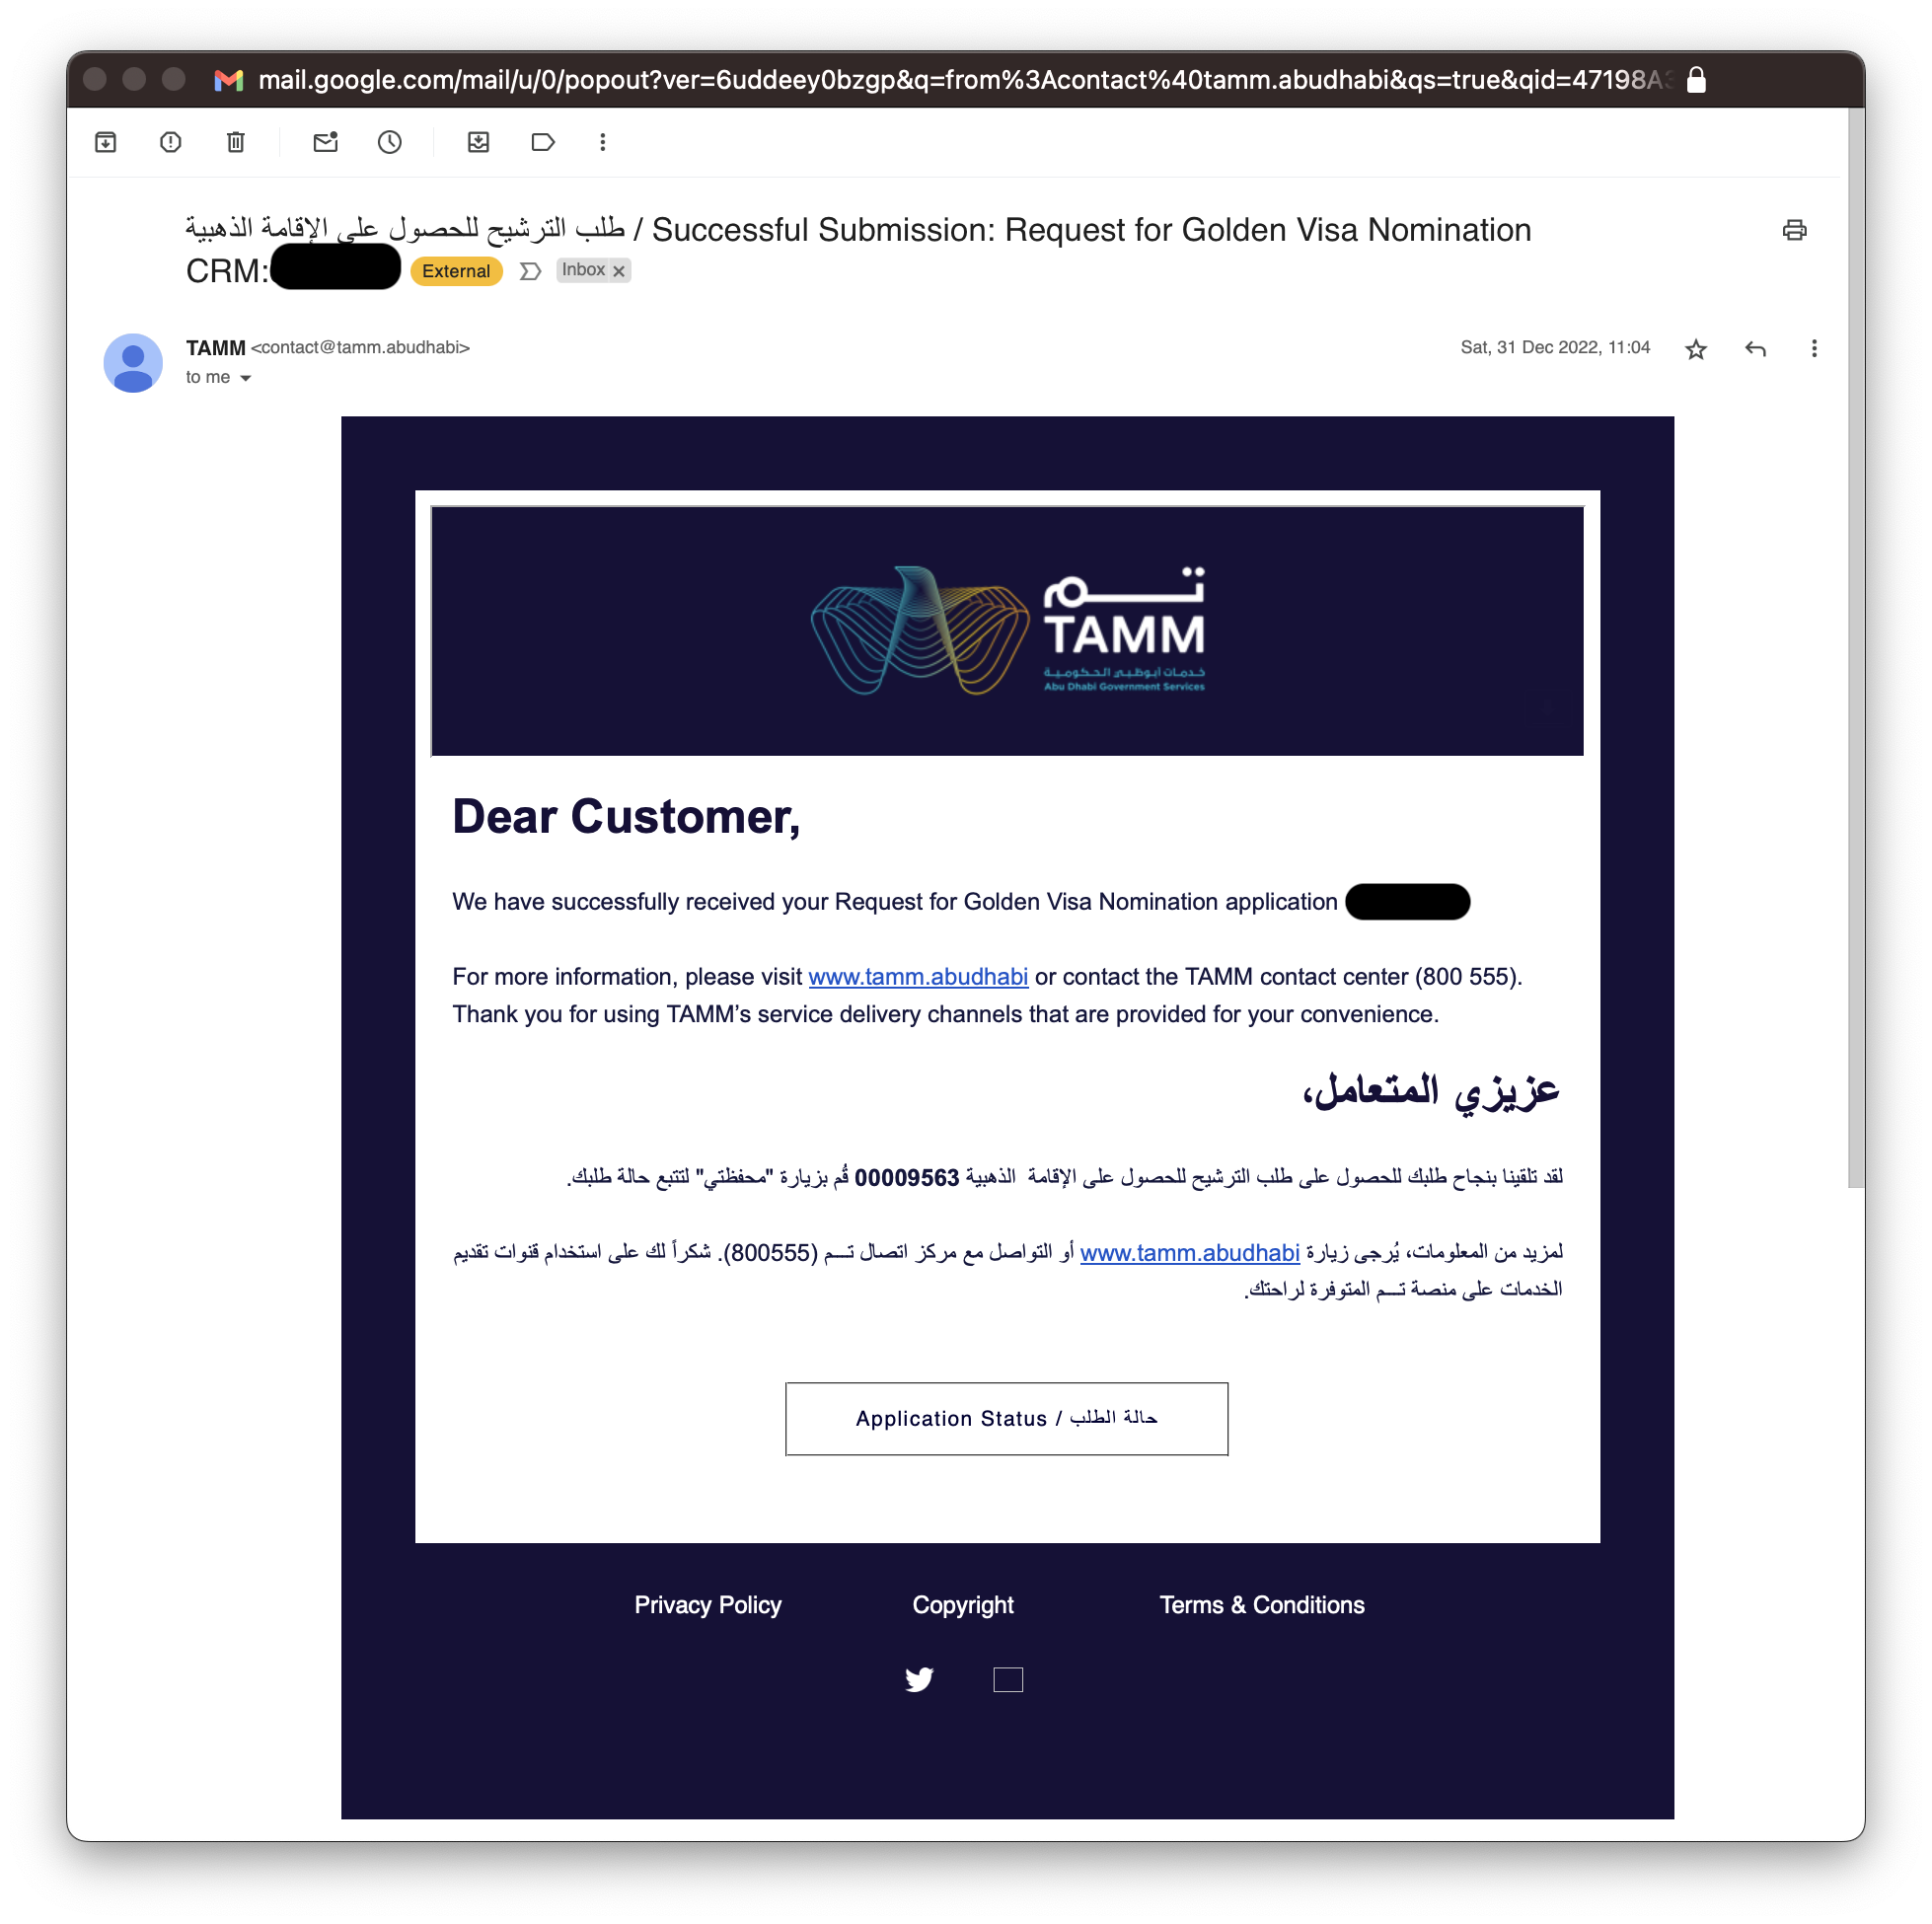 mail.google.com/mail/u/0/popout?ver=6uddeey0bzgp&q=from%3Acontact%40tamm.abudhabi&qs=true&qid=47198A
طلب الترشيح للحصول على الإقامة الذهبية / Successful Submission: Request for Golden Visa Nomination
CRM: External Inbox
TAMM <contact@tamm.abudhabi>
Sat, 31 Dec 2022, 11:04
to me
تم
TAMM
خدمات أبوظبي الحكومية
Abu Dhabi Government Services
Dear Customer,
We have successfully received your Request for Golden Visa Nomination application
For more information, please visit www.tamm.abudhabi or contact the TAMM contact center (800 555).
Thank you for using TAMM’s service delivery channels that are provided for your convenience.
عزيزي المتعامل،
لقد تلقينا بنجاح طلبك للحصول على طلب الترشيح للحصول على الإقامة الذهبية 00009563 قُم بزيارة "محفظتي" لتتبع حالة طلبك.
لمزيد من المعلومات، يُرجى زيارة www.tamm.abudhabi أو التواصل مع مركز اتصال تـــم (800555). شكراً لك على استخدام قنوات تقديم
الخدمات على منصة تـــم المتوفرة لراحتك.
Application Status / حالة الطلب
Privacy Policy
Copyright
Terms & Conditions